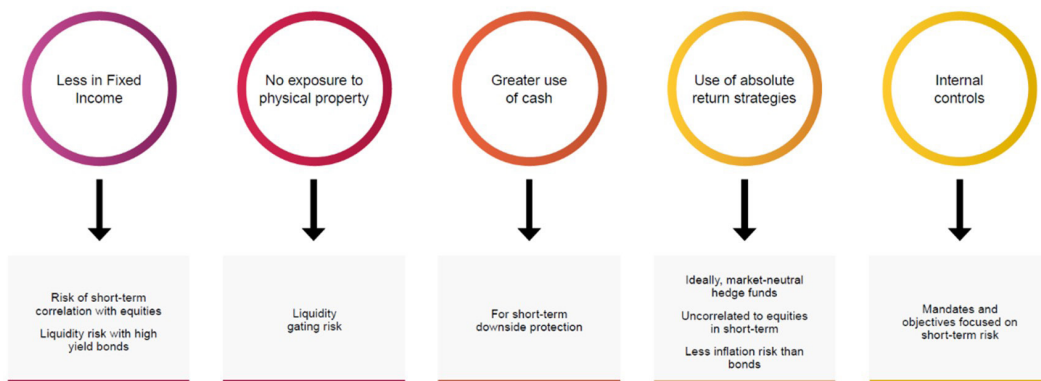 Less in Fixed
Income
No exposure to
physical property
Greater use
of cash
Use of absolute
return strategies
Internal
controls
Risk of short-term
correlation with equities
Liquidity risk with high
yield bonds
Liquidity
gating risk
For short-term
downside protection
Ideally, market-neutral
hedge funds
Uncorrelated to equities
in short-term
Less inflation risk than
bonds
Mandates and
objectives focused on
short-term risk